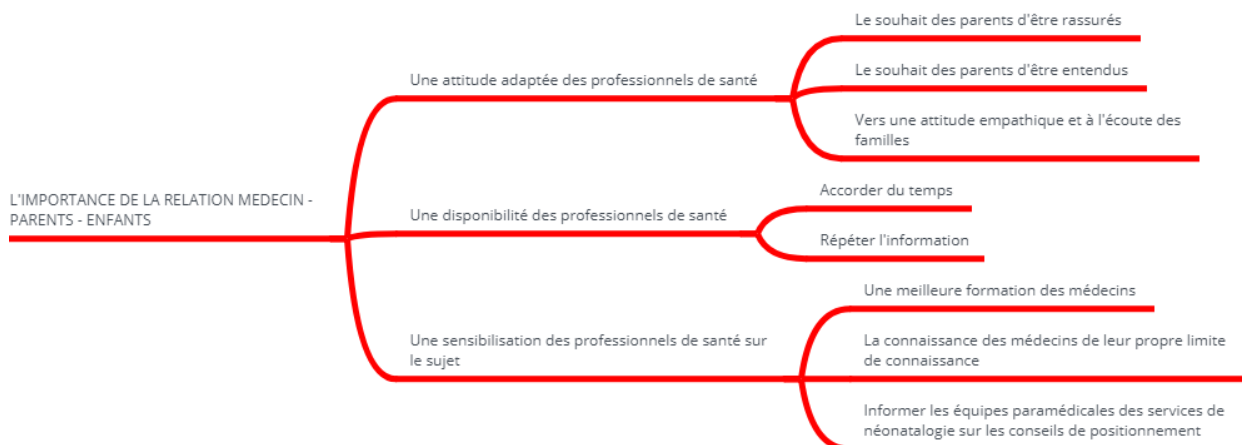 L'IMPORTANCE DE LA RELATION MEDECIN -
PARENTS - ENFANTS
Une attitude adaptée des professionnels de santé
Le souhait des parents d'être rassurés
Le souhait des parents d'être entendus
Vers une attitude empathique et à l'écoute des
familles
Une disponibilité des professionnels de santé
Accorder du temps
Répéter l'information
Une sensibilisation des professionnels de santé sur
le sujet
Une meilleure formation des médecins
La connaissance des médecins de leur propre limite
de connaissance
Informer les équipes paramédicales des services de
néonatalogie sur les conseils de positionnement